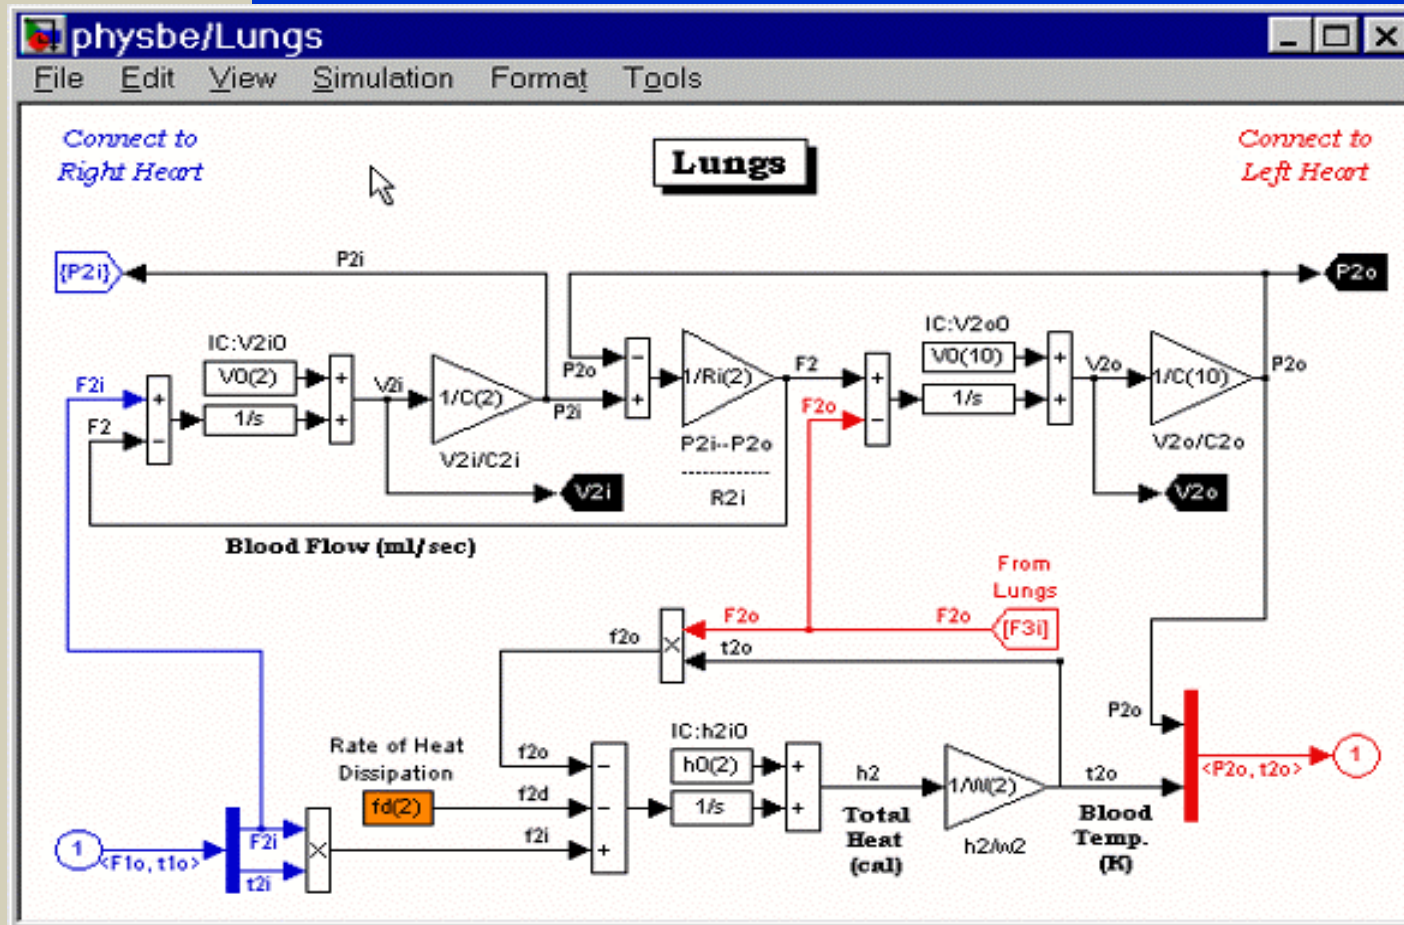 physbe/Lungs
File Edit View Simulation Format Tools
Connect to
Right Heart
Lungs
Connect to
Left Heart
{P2i}
P2i
P2o
IC:V2i0
V0(2)
1/s
F2i
F2
+
−
+
+
V2i
1/C(2)
V2i/C2i
V2i
P2o
P2i
−
+
1/Ri(2)
P2i--P2o
----------
R2i
F2
F2o
+
−
IC:V2o0
V0(10)
1/s
+
+
V2o
1/C(10)
V2o/C2o
V2o
P2o
Blood Flow (ml/sec)
From
Lungs
[F3i]
F2o
F2o
t2o
f2o
×
Rate of Heat
Dissipation
fd(2)
f2o
f2d
f2i
−
−
+
IC:h2i0
h0(2)
1/s
+
+
h2
Total
Heat
(cal)
1/W(2)
h2/w2
t2o
Blood
Temp.
(K)
P2o
<P2o, t2o>
1
1
<F1o, t1o>
F2i
t2i
×